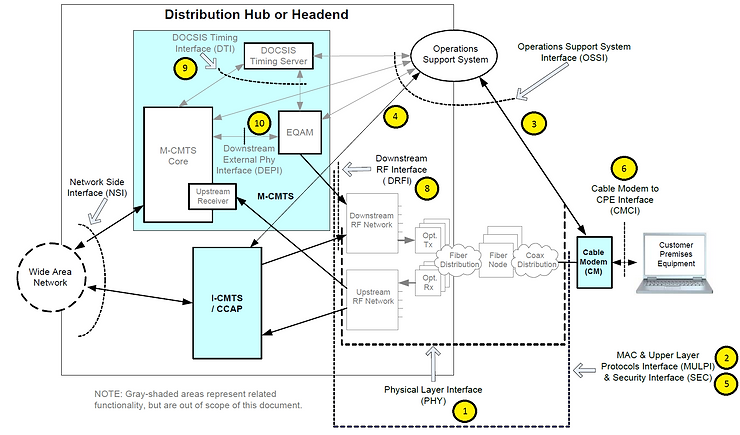 Distribution Hub or Headend
DOCSIS Timing
Interface (DTI)
9
DOCSIS
Timing Server
Operations
Support System
Operations Support System
Interface (OSSI)
4
3
10
M-CMTS
Core
EQAM
Downstream
External Phy
Interface (DEPI)
Upstream
Receiver
M-CMTS
Downstream
RF Interface
(DRFI)
8
6
Cable Modem to
CPE Interface
(CMCI)
Network Side
Interface (NSI)
Downstream
RF Network
Opt.
Tx
Fiber
Distribution
Fiber
Node
Coax
Distribution
Cable
Modem
(CM)
Customer
Premises
Equipment
Wide Area
Network
I-CMTS
/ CCAP
Upstream
RF Network
Opt.
Rx
MAC & Upper Layer
Protocols Interface (MULPI)
& Security Interface (SEC)
2
5
Physical Layer Interface
(PHY)
1
NOTE: Gray-shaded areas represent related
functionality, but are out of scope of this document.